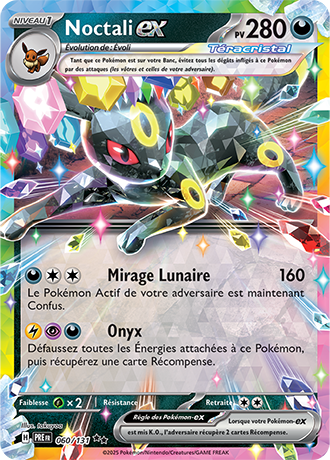 NIVEAU 1
Noctali ex
PV 280
Évolution de : Évoli
Téracristal
Tant que ce Pokémon est sur votre Banc, évitez tous les dégâts infligés à ce Pokémon
par des attaques (les vôtres et celles de votre adversaire).
Mirage Lunaire 160
Le Pokémon Actif de votre adversaire est maintenant
Confus.
Onyx
Défaussez toutes les Énergies attachées à ce Pokémon,
puis récupérez une carte Récompense.
Faiblesse × 2 Résistance Retraite
Règle des Pokémon-ex
Lorsque votre Pokémon-ex
est mis K.O., l'adversaire récupère 2 cartes Récompense.
Illus.
H PRE FR 060/131
©2025 Pokémon/Nintendo/Creatures/GAME FREAK